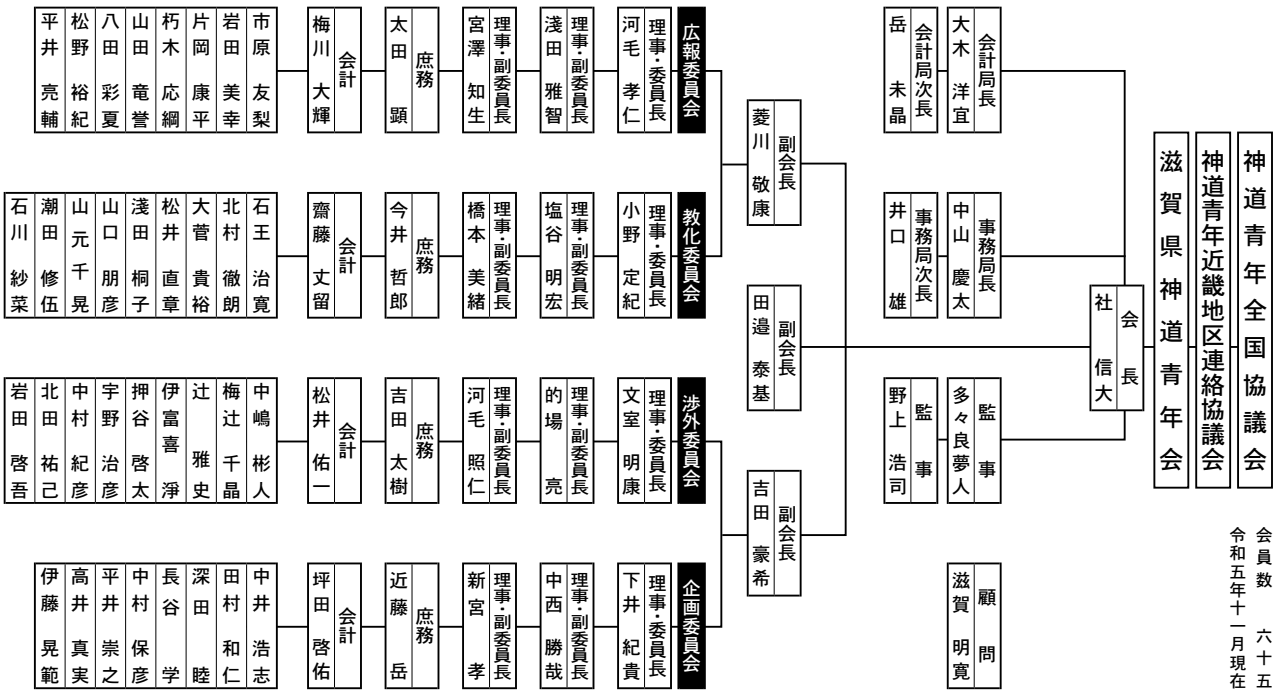 神道青年全国協議会
神道青年近畿地区連絡協議会
滋賀県神道青年会
会員数 六十五
令和五年十一月現在
会長
社 信大
会計局長
大木 洋宜
会計局次長
岳 未晶
事務局長
中山 慶太
事務局次長
井口 雄
監事
多々良夢人
監事
野上 浩司
顧問
滋賀 明寛
副会長
菱川 敬康
副会長
田邉 泰基
副会長
吉田 豪希
広報委員会
理事・委員長
河毛 孝仁
理事・副委員長
淺田 雅智
理事・副委員長
宮澤 知生
庶務
太田 顕
会計
梅川 大輝
市原 友梨
岩田 美幸
片岡 康平
朽木 応綱
山田 竜誉
八田 彩夏
松野 裕紀
平井 亮輔
教化委員会
理事・委員長
小野 定紀
理事・副委員長
塩谷 明宏
理事・副委員長
橋本 美緒
庶務
今井 哲郎
会計
齋藤 丈留
石王 治寛
北村 徹朗
大菅 貴裕
松井 直章
淺田 桐子
山口 朋彦
山元 千晃
潮田 修伍
石川 紗菜
渉外委員会
理事・委員長
文室 明康
理事・副委員長
的場 亮
理事・副委員長
河毛 照仁
庶務
吉田 太樹
会計
松井 佑一
中嶋 彬人
梅辻 千晶
辻 雅史
伊富喜 淨
押谷 啓太
宇野 治彦
中村 紀彦
北田 祐己
岩田 啓吾
企画委員会
理事・委員長
下井 紀貴
理事・副委員長
中西 勝哉
理事・副委員長
新宮 孝
庶務
近藤 岳
会計
坪田 啓佑
中井 浩志
田村 和仁
深田 睦
長谷 学
中村 保彦
平井 崇之
高井 真実
伊藤 晃範